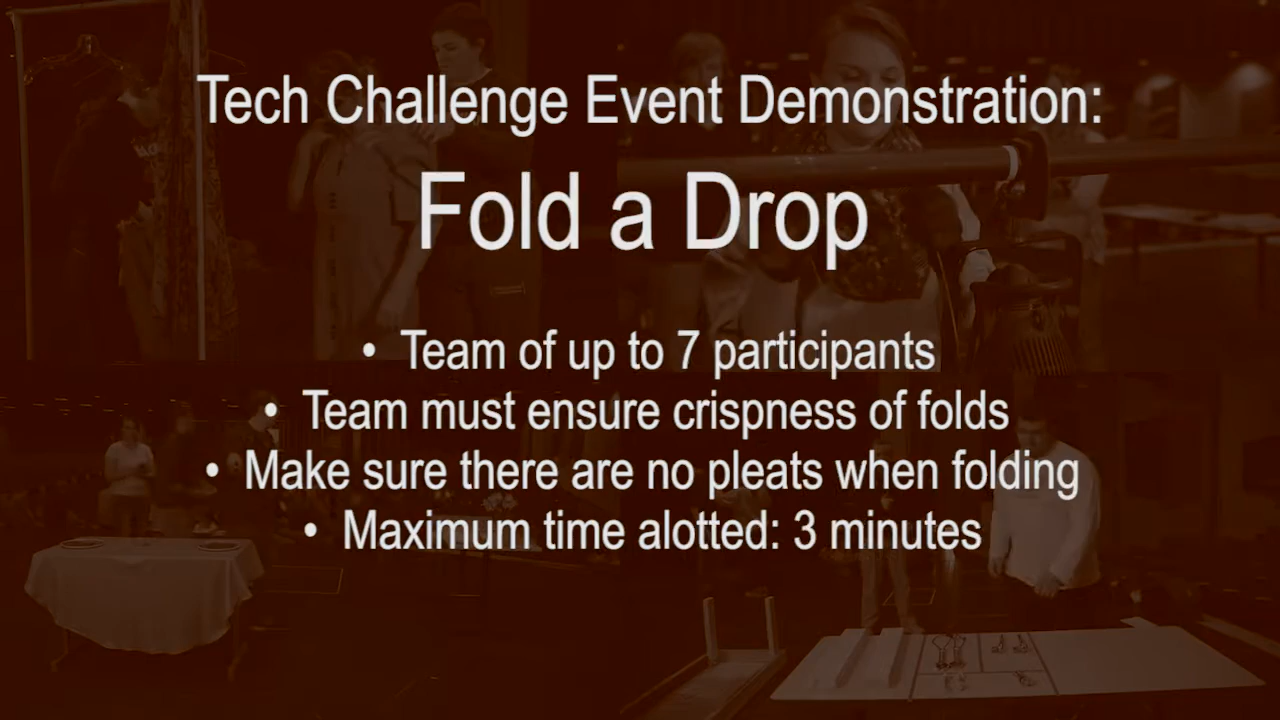 Tech Challenge Event Demonstration:
Fold a Drop
• Team of up to 7 participants
• Team must ensure crispness of folds
• Make sure there are no pleats when folding
• Maximum time alotted: 3 minutes